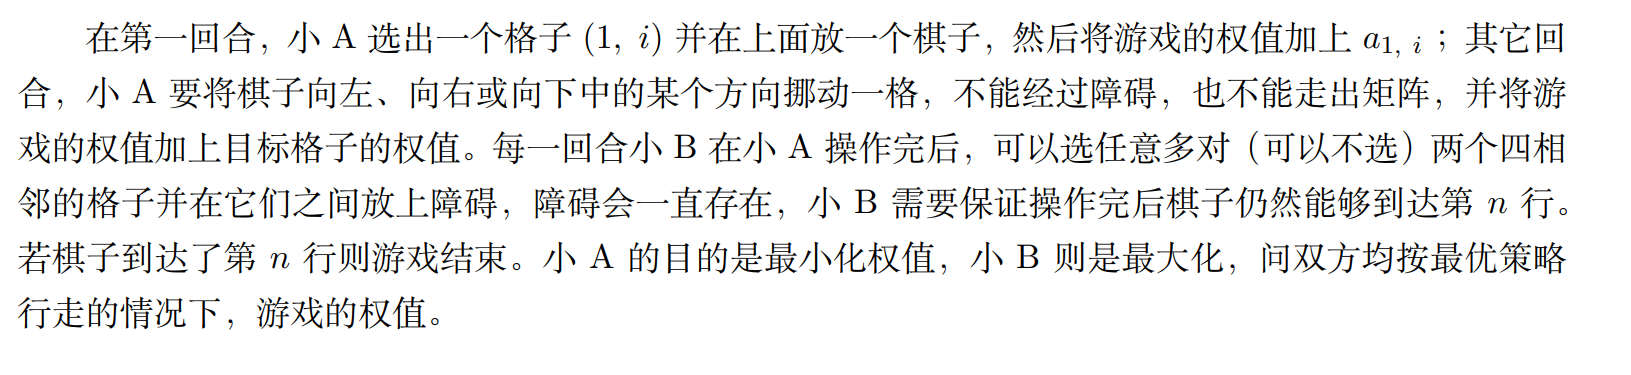 在第一回合，小 A 选出一个格子 (1, i) 并在上面放一个棋子，然后将游戏的权值加上 a1, i ；其它回
合，小 A 要将棋子向左、向右或向下中的某个方向挪动一格，不能经过障碍，也不能走出矩阵，并将游
戏的权值加上目标格子的权值。每一回合小 B 在小 A 操作完后，可以选任意多对（可以不选）两个四相
邻的格子并在它们之间放上障碍，障碍会一直存在，小 B 需要保证操作完后棋子仍然能够到达第 n 行。
若棋子到达了第 n 行则游戏结束。小 A 的目的是最小化权值，小 B 则是最大化，问双方均按最优策略
行走的情况下，游戏的权值。